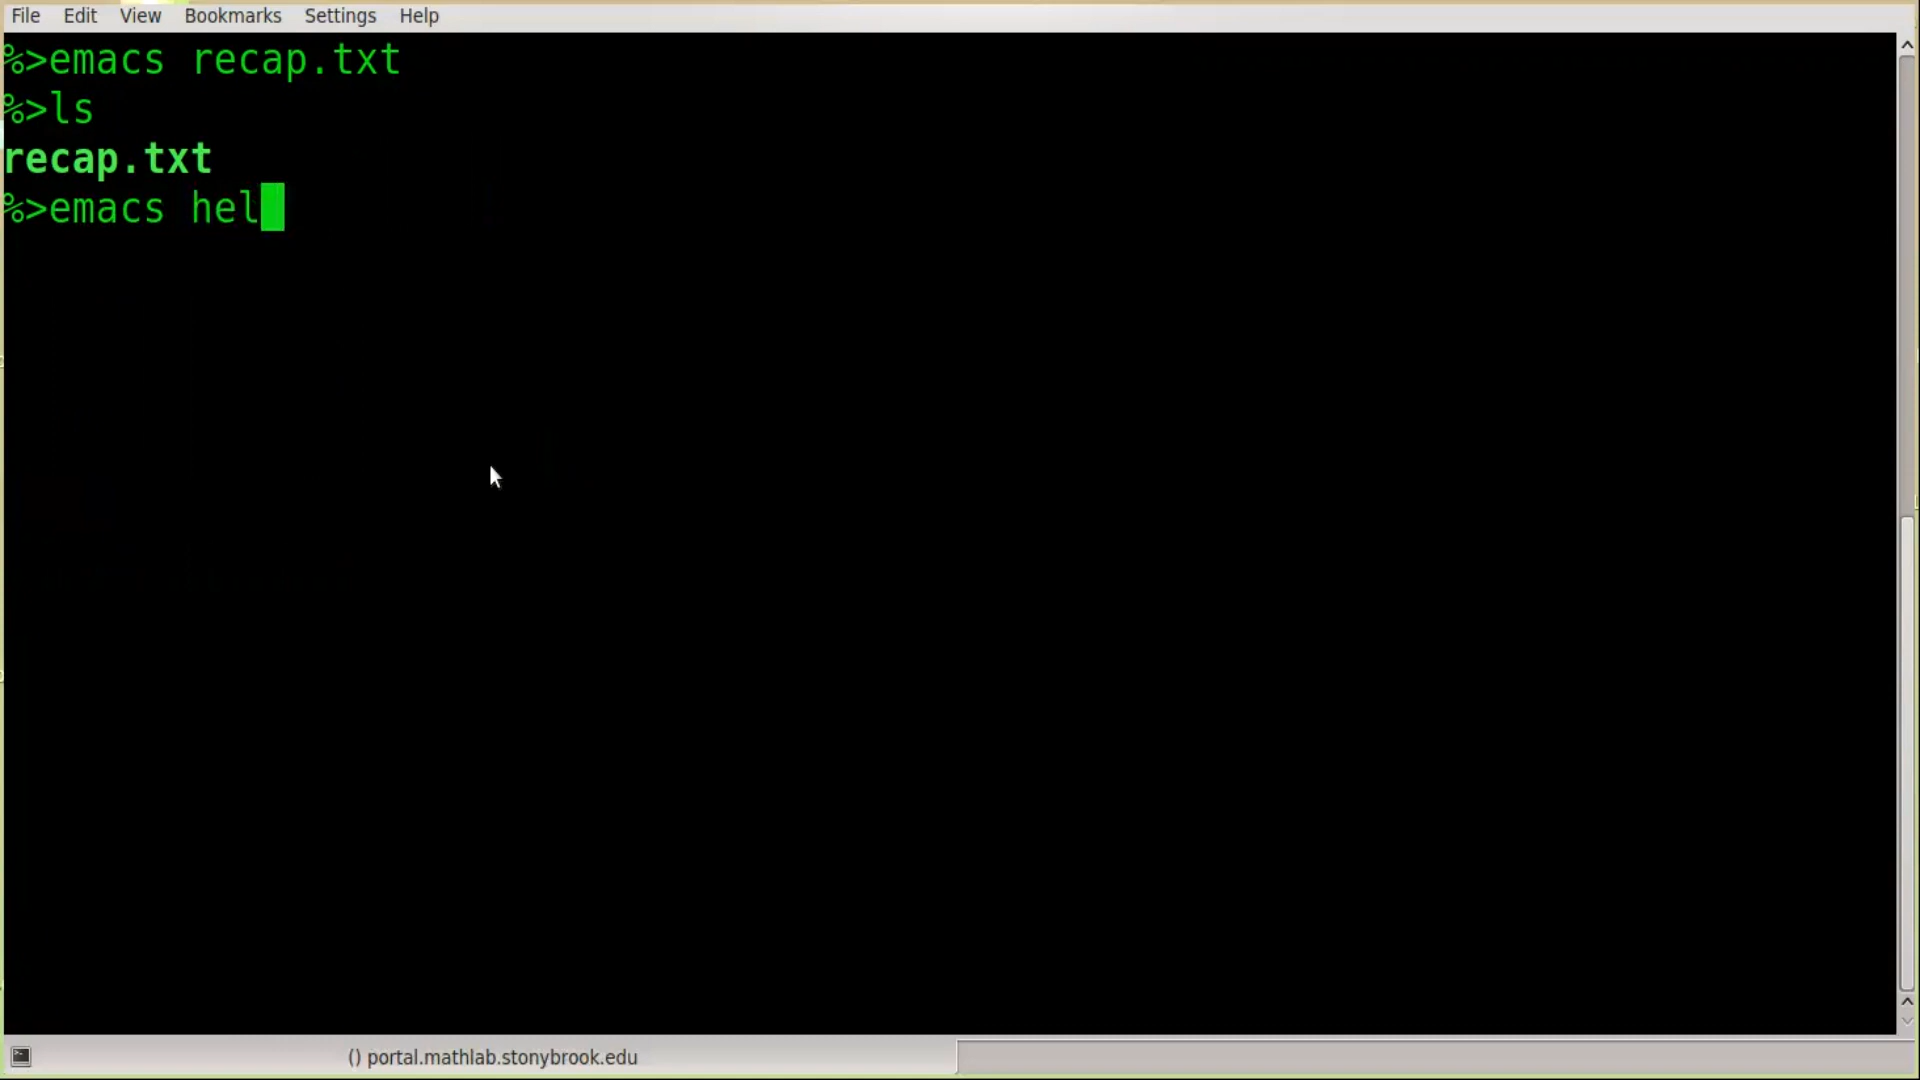 File Edit View Bookmarks Settings Help
%>emacs recap.txt
%>ls
recap.txt
%>emacs hel
() portal.mathlab.stonybrook.edu